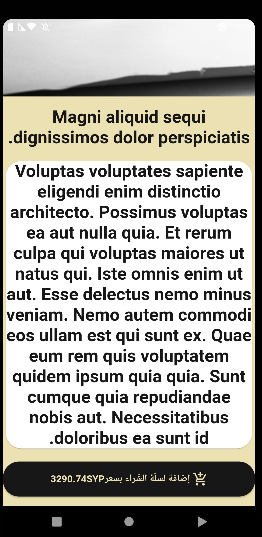 Magni aliquid sequi
dignissimos dolor perspiciatis.
Voluptas voluptates sapiente
eligendi enim distinctio
architecto. Possimus voluptas
ea aut nulla quia. Et rerum
culpa qui voluptas maiores ut
natus qui. Iste omnis enim ut
aut. Esse delectus nemo minus
veniam. Nemo autem commodi
eos ullam est qui sunt ex. Quae
eum rem quis voluptatem
quidem ipsum quia quia. Sunt
cumque quia repudiandae
nobis aut. Necessitatibus
doloribus ea sunt id.
إضافة لسلّة الشّراء بسعر3290.74SYP